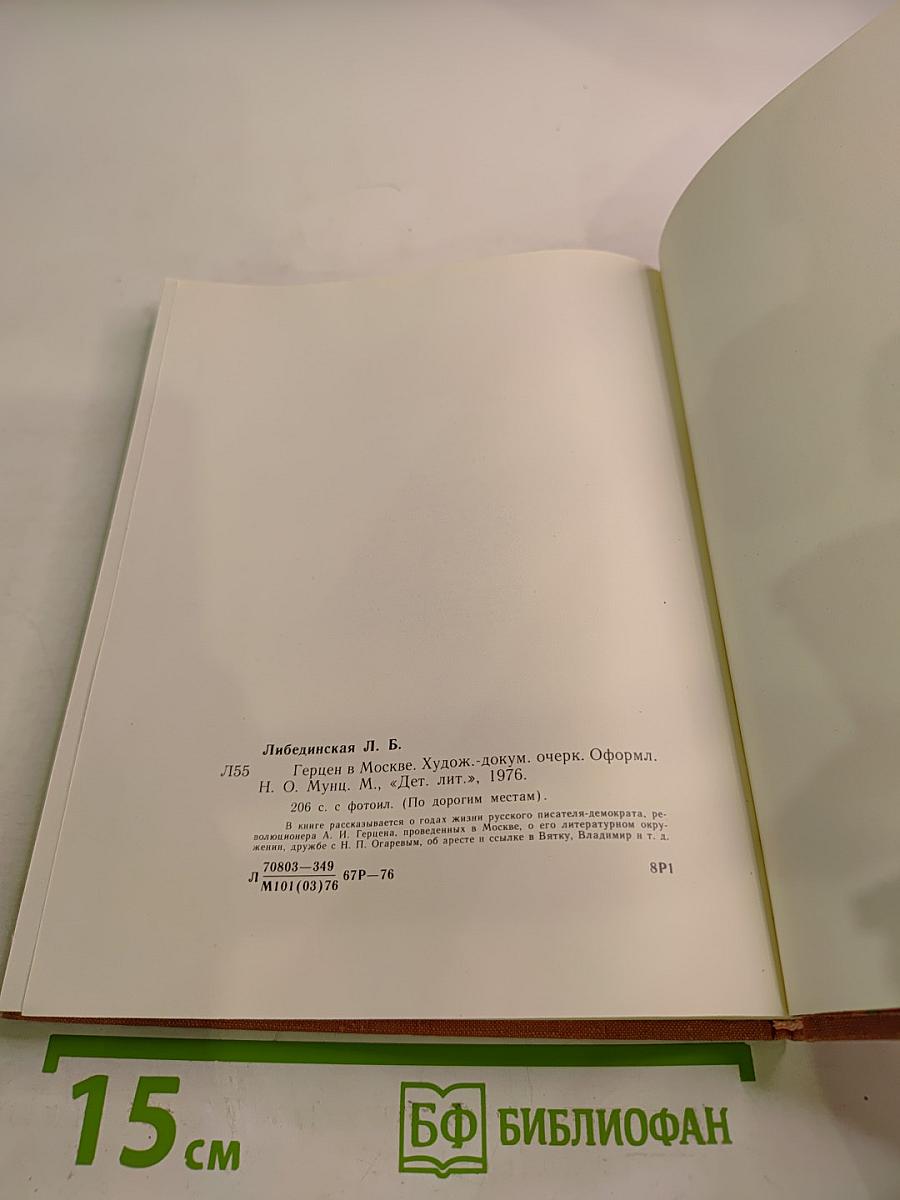 Либединская Л. Б.
Л55 Герцен в Москве. Худож.-докум. очерк. Оформл.
Н. О. Мунц. М., «Дет. лит.», 1976.
206 с. с фотоил. (По дорогим местам).
В книге рассказывается о годах жизни русского писателя-демократа, ре-
волюционера А. И. Герцена, проведенных в Москве, о его литературном окру-
жении, дружбе с Н. П. Огаревым, об аресте и ссылке в Вятку, Владимир и т. д.
70803—349
Л М101(03)76 67Р—76 8Р1
15 см
БФ БИБЛИОФАН